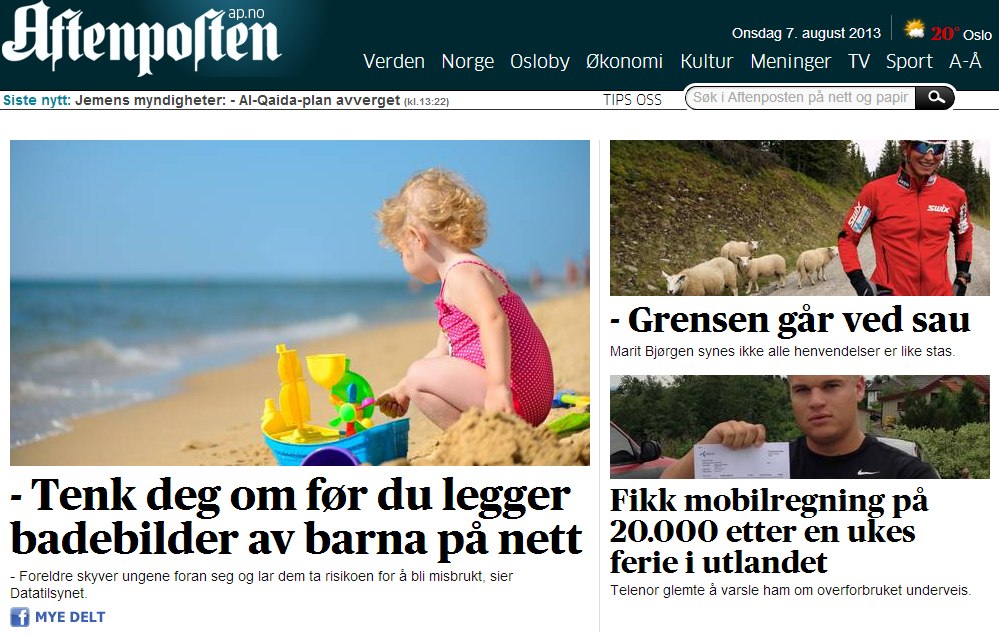 Aftenposten
ap.no
Onsdag 7. august 2013
20° Oslo
Verden Norge Osloby Økonomi Kultur Meninger TV Sport A-Å
Siste nytt: Jemens myndigheter: - Al-Qaida-plan avverget (kl.13:22)
TIPS OSS
Søk i Aftenposten på nett og papir
- Tenk deg om før du legger
badebilder av barna på nett
- Foreldre skyver ungene foran seg og lar dem ta risikoen for å bli misbrukt, sier
Datatilsynet.
f MYE DELT
SWIX
- Grensen går ved sau
Marit Bjørgen synes ikke alle henvendelser er like stas.
Fikk mobilregning på
20.000 etter en ukes
ferie i utlandet
Telenor glemte å varsle ham om overforbruket underveis.